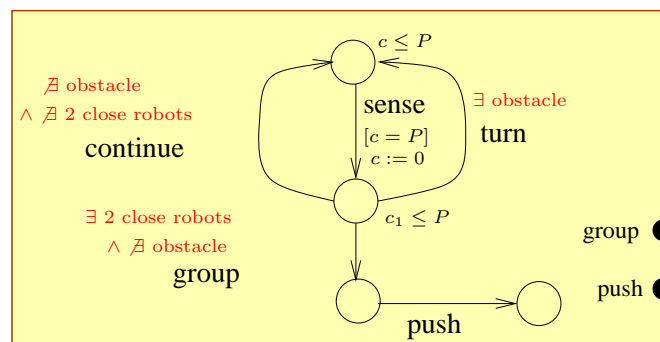 c ≤ P
∄ obstacle
∧ ∄ 2 close robots
continue
sense
[c = P]
c := 0
∃ obstacle
turn
c₁ ≤ P
∃ 2 close robots
∧ ∄ obstacle
group
push
group
push